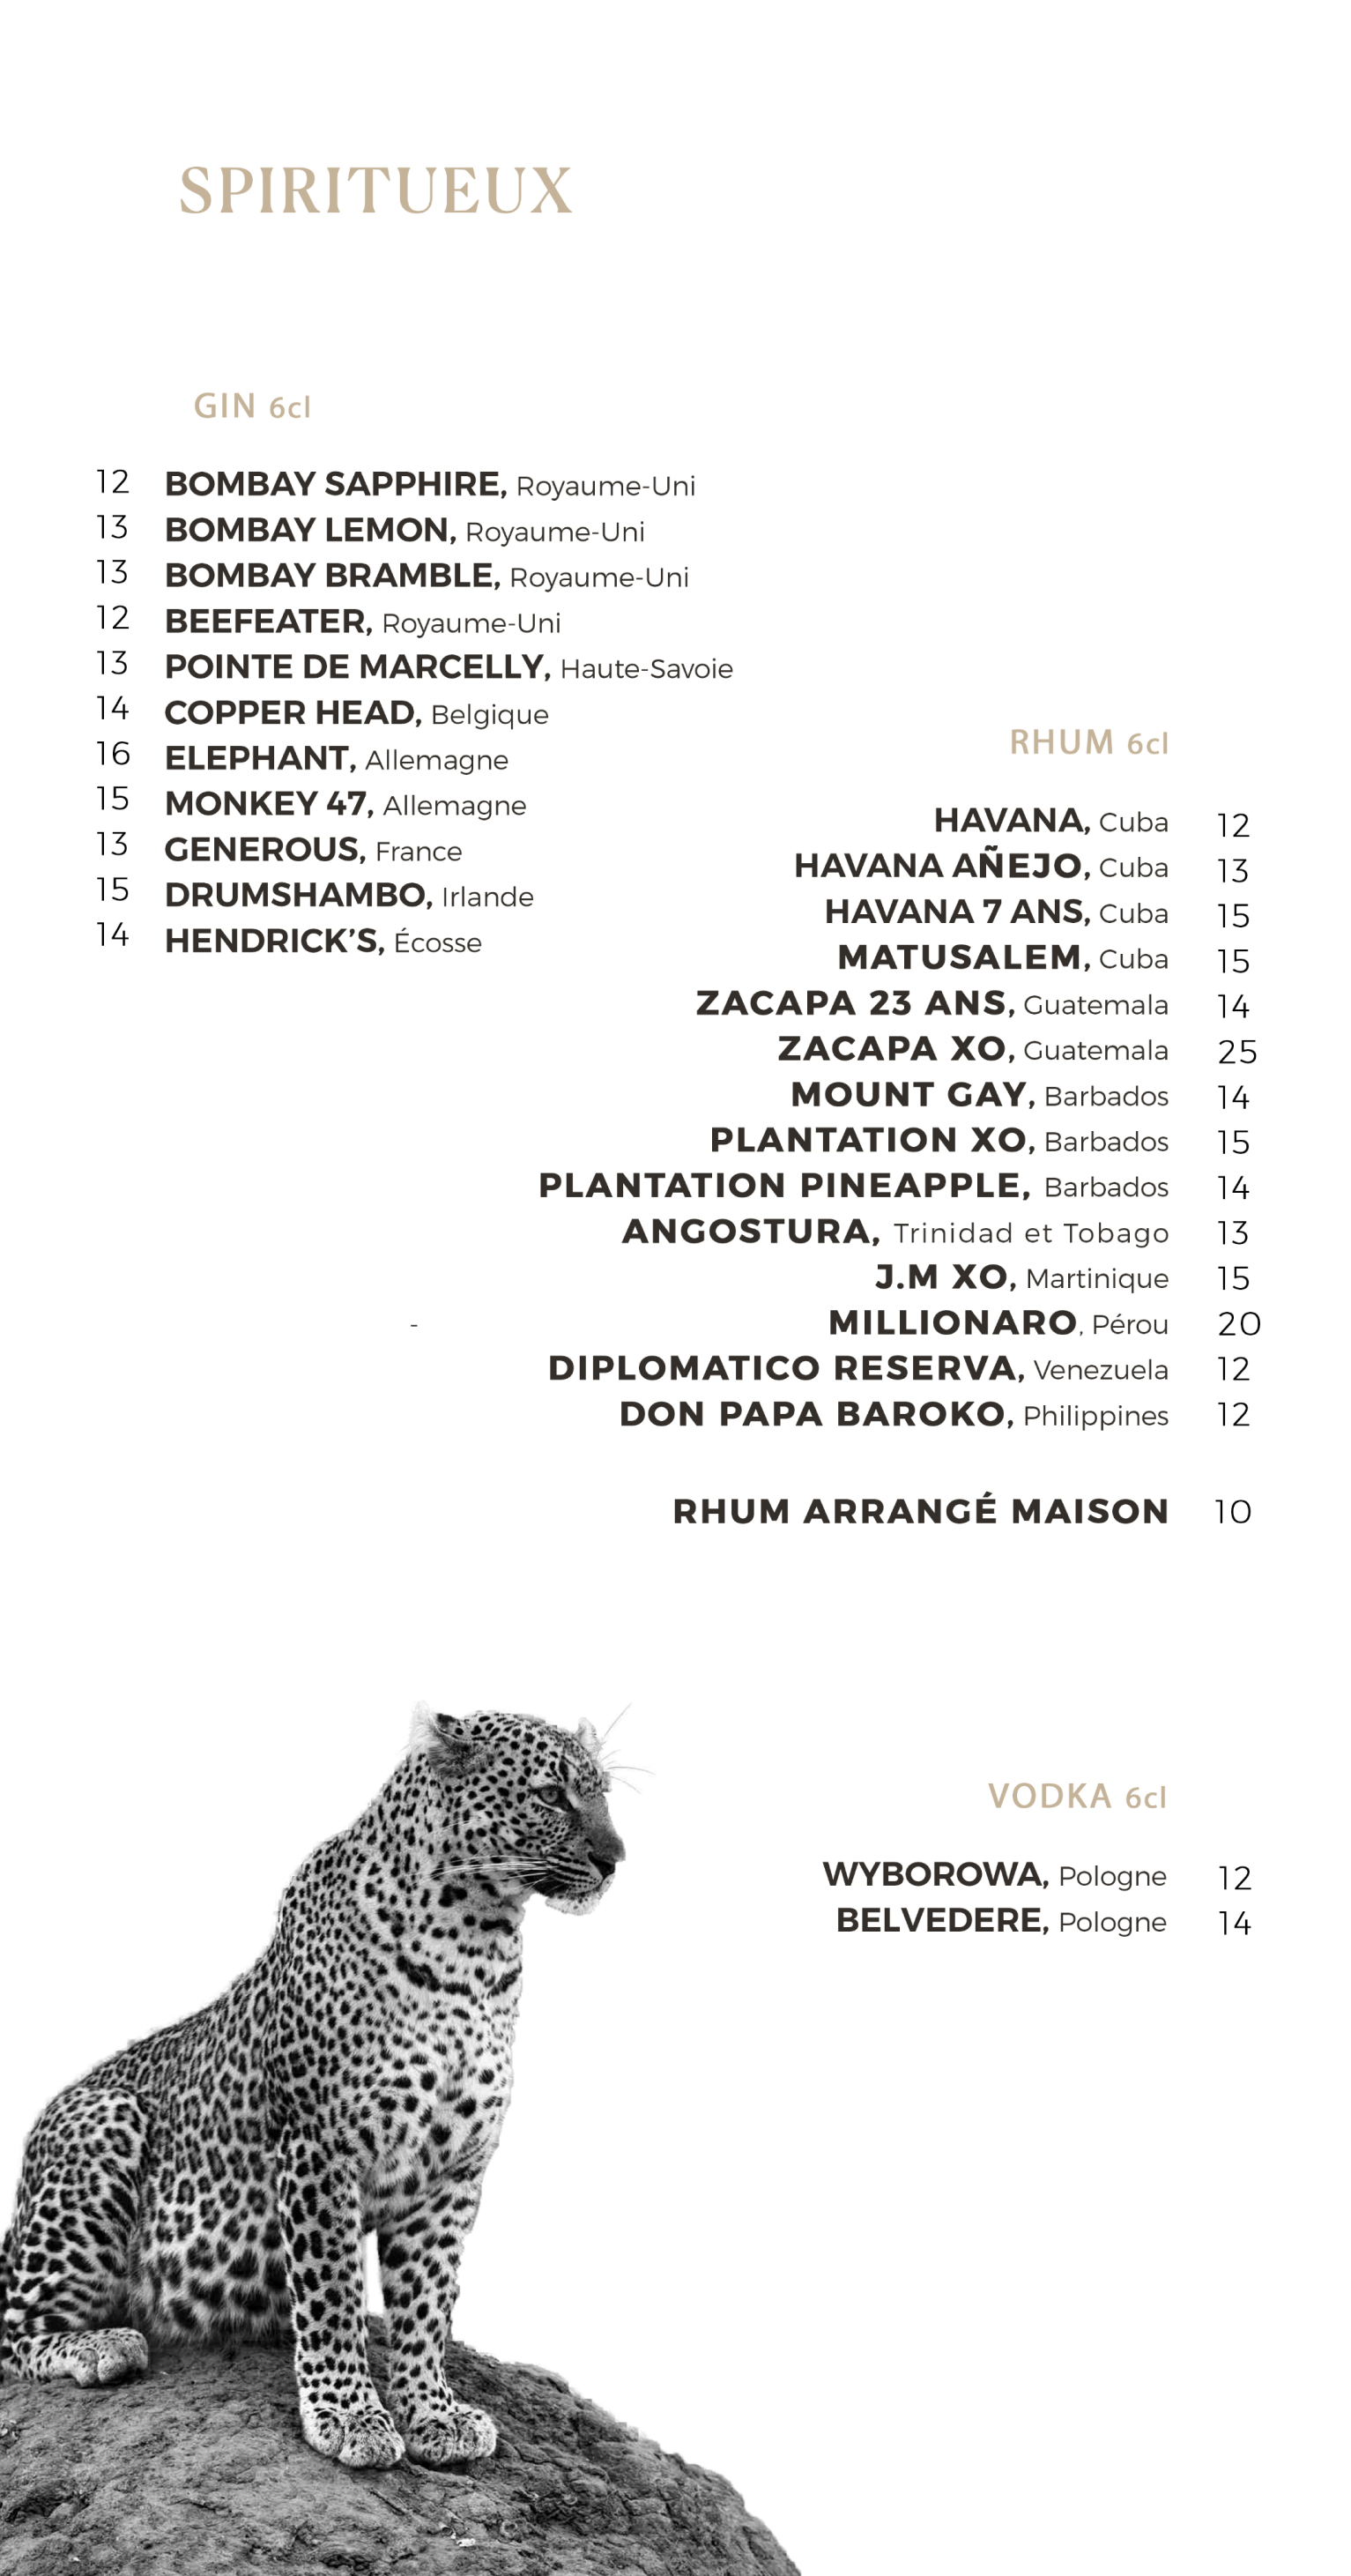 SPIRITUEUX
GIN 6cl
12 BOMBAY SAPPHIRE, Royaume-Uni
13 BOMBAY LEMON, Royaume-Uni
13 BOMBAY BRAMBLE, Royaume-Uni
12 BEEFEATER, Royaume-Uni
13 POINTE DE MARCELLY, Haute-Savoie
14 COPPER HEAD, Belgique
16 ELEPHANT, Allemagne
15 MONKEY 47, Allemagne
13 GENEROUS, France
15 DRUMSHAMBO, Irlande
14 HENDRICK’S, Écosse
RHUM 6cl
HAVANA, Cuba 12
HAVANA AÑEJO, Cuba 13
HAVANA 7 ANS, Cuba 15
MATUSALEM, Cuba 15
ZACAPA 23 ANS, Guatemala 14
ZACAPA XO, Guatemala 25
MOUNT GAY, Barbados 14
PLANTATION XO, Barbados 15
PLANTATION PINEAPPLE, Barbados 14
ANGOSTURA, Trinidad et Tobago 13
J.M XO, Martinique 15
- MILLIONARO, Pérou 20
DIPLOMATICO RESERVA, Venezuela 12
DON PAPA BAROKO, Philippines 12
RHUM ARRANGÉ MAISON 10
VODKA 6cl
WYBOROWA, Pologne 12
BELVEDERE, Pologne 14